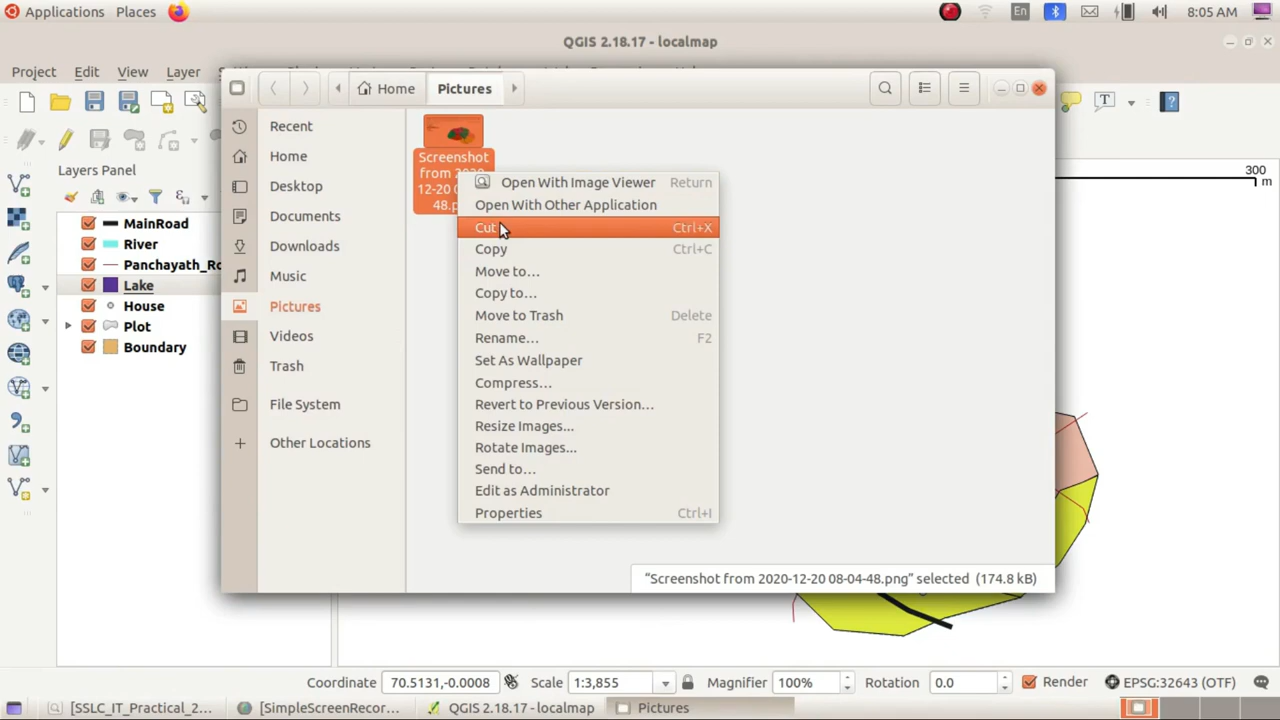 Applications Places
En
8:05 AM
QGIS 2.18.17 - localmap
Project Edit View Layer
Home Pictures
T
Layers Panel
MainRoad
River
Panchayath_Ro
Lake
House
Plot
Boundary
Recent
Home
Desktop
Documents
Downloads
Music
Pictures
Videos
Trash
File System
Other Locations
Screenshot
from 20
12-20 0
48.p
Open With Image Viewer Return
Open With Other Application
Cut Ctrl+X
Copy Ctrl+C
Move to…
Copy to…
Move to Trash Delete
Rename… F2
Set As Wallpaper
Compress…
Revert to Previous Version…
Resize Images...
Rotate Images...
Send to…
Edit as Administrator
Properties Ctrl+I
300
m
“Screenshot from 2020-12-20 08-04-48.png” selected (174.8 kB)
Coordinate 70.5131,-0.0008 Scale 1:3,855 Magnifier 100% Rotation 0.0 Render EPSG:32643 (OTF)
[SSLC_IT_Practical_2... [SimpleScreenRecor... QGIS 2.18.17 - localmap Pictures